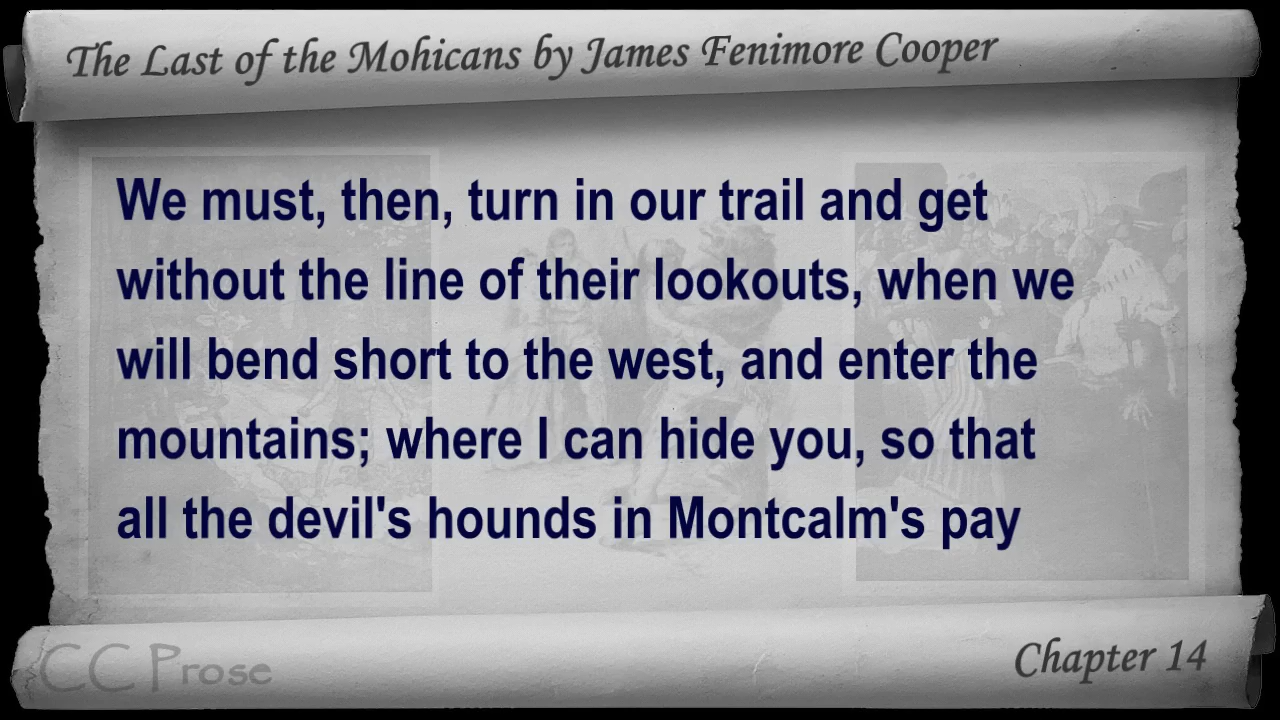 The Last of the Mohicans by James Fenimore Cooper
We must, then, turn in our trail and get
without the line of their lookouts, when we
will bend short to the west, and enter the
mountains; where I can hide you, so that
all the devil's hounds in Montcalm's pay
CC Prose
Chapter 14